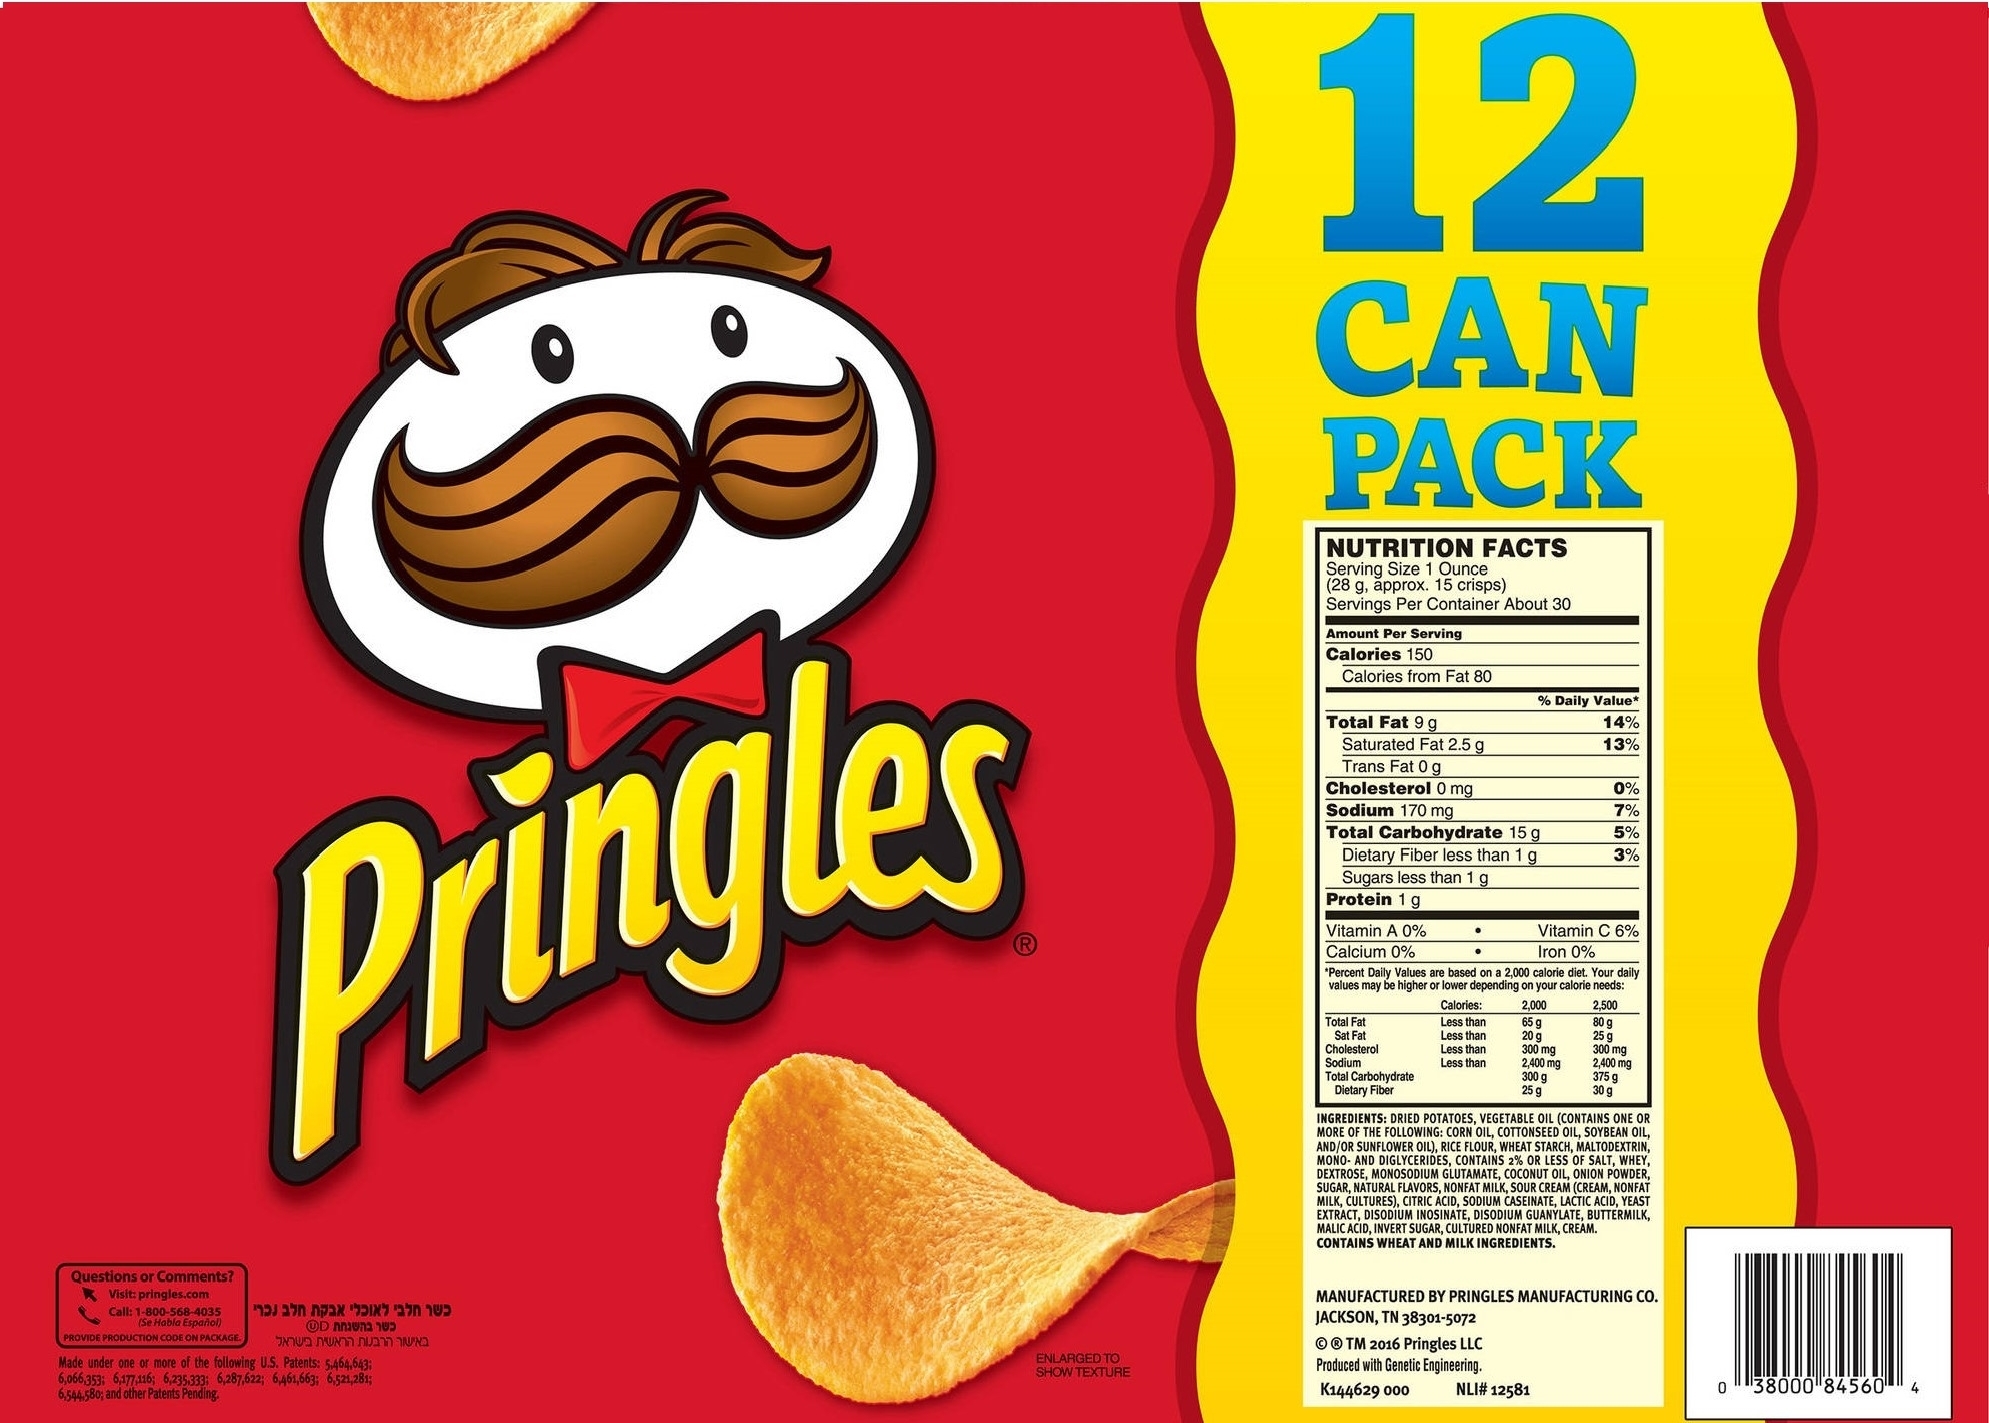 12
CAN
PACK
Pringles
®
NUTRITION FACTS
Serving Size 1 Ounce
(28 g, approx. 15 crisps)
Servings Per Container About 30
Amount Per Serving
Calories 150
Calories from Fat 80
% Daily Value*
Total Fat 9 g 14%
Saturated Fat 2.5 g 13%
Trans Fat 0 g
Cholesterol 0 mg 0%
Sodium 170 mg 7%
Total Carbohydrate 15 g 5%
Dietary Fiber less than 1 g 3%
Sugars less than 1 g
Protein 1 g
Vitamin A 0% • Vitamin C 6%
Calcium 0% • Iron 0%
*Percent Daily Values are based on a 2,000 calorie diet. Your daily
values may be higher or lower depending on your calorie needs:
Calories: 2,000 2,500
Total Fat Less than 65 g 80 g
Sat Fat Less than 20 g 25 g
Cholesterol Less than 300 mg 300 mg
Sodium Less than 2,400 mg 2,400 mg
Total Carbohydrate 300 g 375 g
Dietary Fiber 25 g 30 g
INGREDIENTS: DRIED POTATOES, VEGETABLE OIL (CONTAINS ONE OR
MORE OF THE FOLLOWING: CORN OIL, COTTONSEED OIL, SOYBEAN OIL,
AND/OR SUNFLOWER OIL), RICE FLOUR, WHEAT STARCH, MALTODEXTRIN,
MONO- AND DIGLYCERIDES, CONTAINS 2% OR LESS OF SALT, WHEY,
DEXTROSE, MONOSODIUM GLUTAMATE, COCONUT OIL, ONION POWDER,
SUGAR, NATURAL FLAVORS, NONFAT MILK, SOUR CREAM (CREAM, NONFAT
MILK, CULTURES), CITRIC ACID, SODIUM CASEINATE, LACTIC ACID, YEAST
EXTRACT, DISODIUM INOSINATE, DISODIUM GUANYLATE, BUTTERMILK,
MALIC ACID, INVERT SUGAR, CULTURED NONFAT MILK, CREAM.
CONTAINS WHEAT AND MILK INGREDIENTS.
MANUFACTURED BY PRINGLES MANUFACTURING CO.
JACKSON, TN 38301-5072
© ® TM 2016 Pringles LLC
Produced with Genetic Engineering.
K144629 000 NLI# 12581
0 38000 84560 4
Questions or Comments?
Visit: pringles.com
Call: 1-800-568-4035
(Se Habla Español)
PROVIDE PRODUCTION CODE ON PACKAGE.
כשר חלבי לאוכלי אבקת חלב נכרי
כשר בהשגחת ⓊD
באישור הרבנות הראשית בישראל
Made under one or more of the following U.S. Patents: 5,464,643;
6,066,353; 6,177,116; 6,235,333; 6,287,622; 6,461,663; 6,521,281;
6,544,580; and other Patents Pending.
ENLARGED TO
SHOW TEXTURE